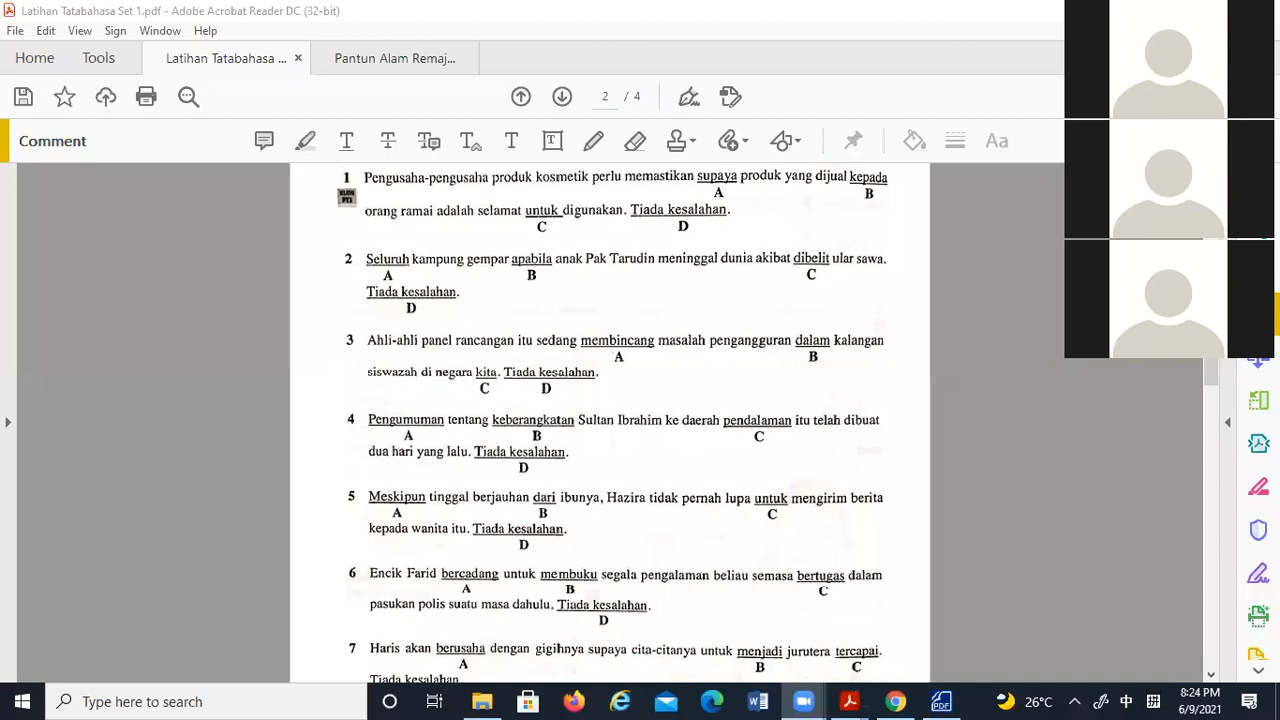 Latihan Tatabahasa Set 1.pdf - Adobe Acrobat Reader DC (32-bit)
File Edit View Sign Window Help
Home Tools Latihan Tatabahasa ... × Pantun Alam Remaj...
2 / 4
Comment
1 Pengusaha-pengusaha produk kosmetik perlu memastikan supaya produk yang dijual kepada
A B
orang ramai adalah selamat untuk digunakan. Tiada kesalahan.
C D
2 Seluruh kampung gempar apabila anak Pak Tarudin meninggal dunia akibat dibelit ular sawa.
A B C
Tiada kesalahan.
D
3 Ahli-ahli panel rancangan itu sedang membincang masalah pengangguran dalam kalangan
A B
siswazah di negara kita. Tiada kesalahan.
C D
4 Pengumuman tentang keberangkatan Sultan Ibrahim ke daerah pendalaman itu telah dibuat
A B C
dua hari yang lalu. Tiada kesalahan.
D
5 Meskipun tinggal berjauhan dari ibunya, Hazira tidak pernah lupa untuk mengirim berita
A B C
kepada wanita itu. Tiada kesalahan.
D
6 Encik Farid bercadang untuk membuku segala pengalaman beliau semasa bertugas dalam
A B C
pasukan polis suatu masa dahulu. Tiada kesalahan.
D
7 Haris akan berusaha dengan gigihnya supaya cita-citanya untuk menjadi jurutera tercapai.
A B C
Tiada kesalahan.
Type here to search
26°C 中 拼 8:24 PM
6/9/2021